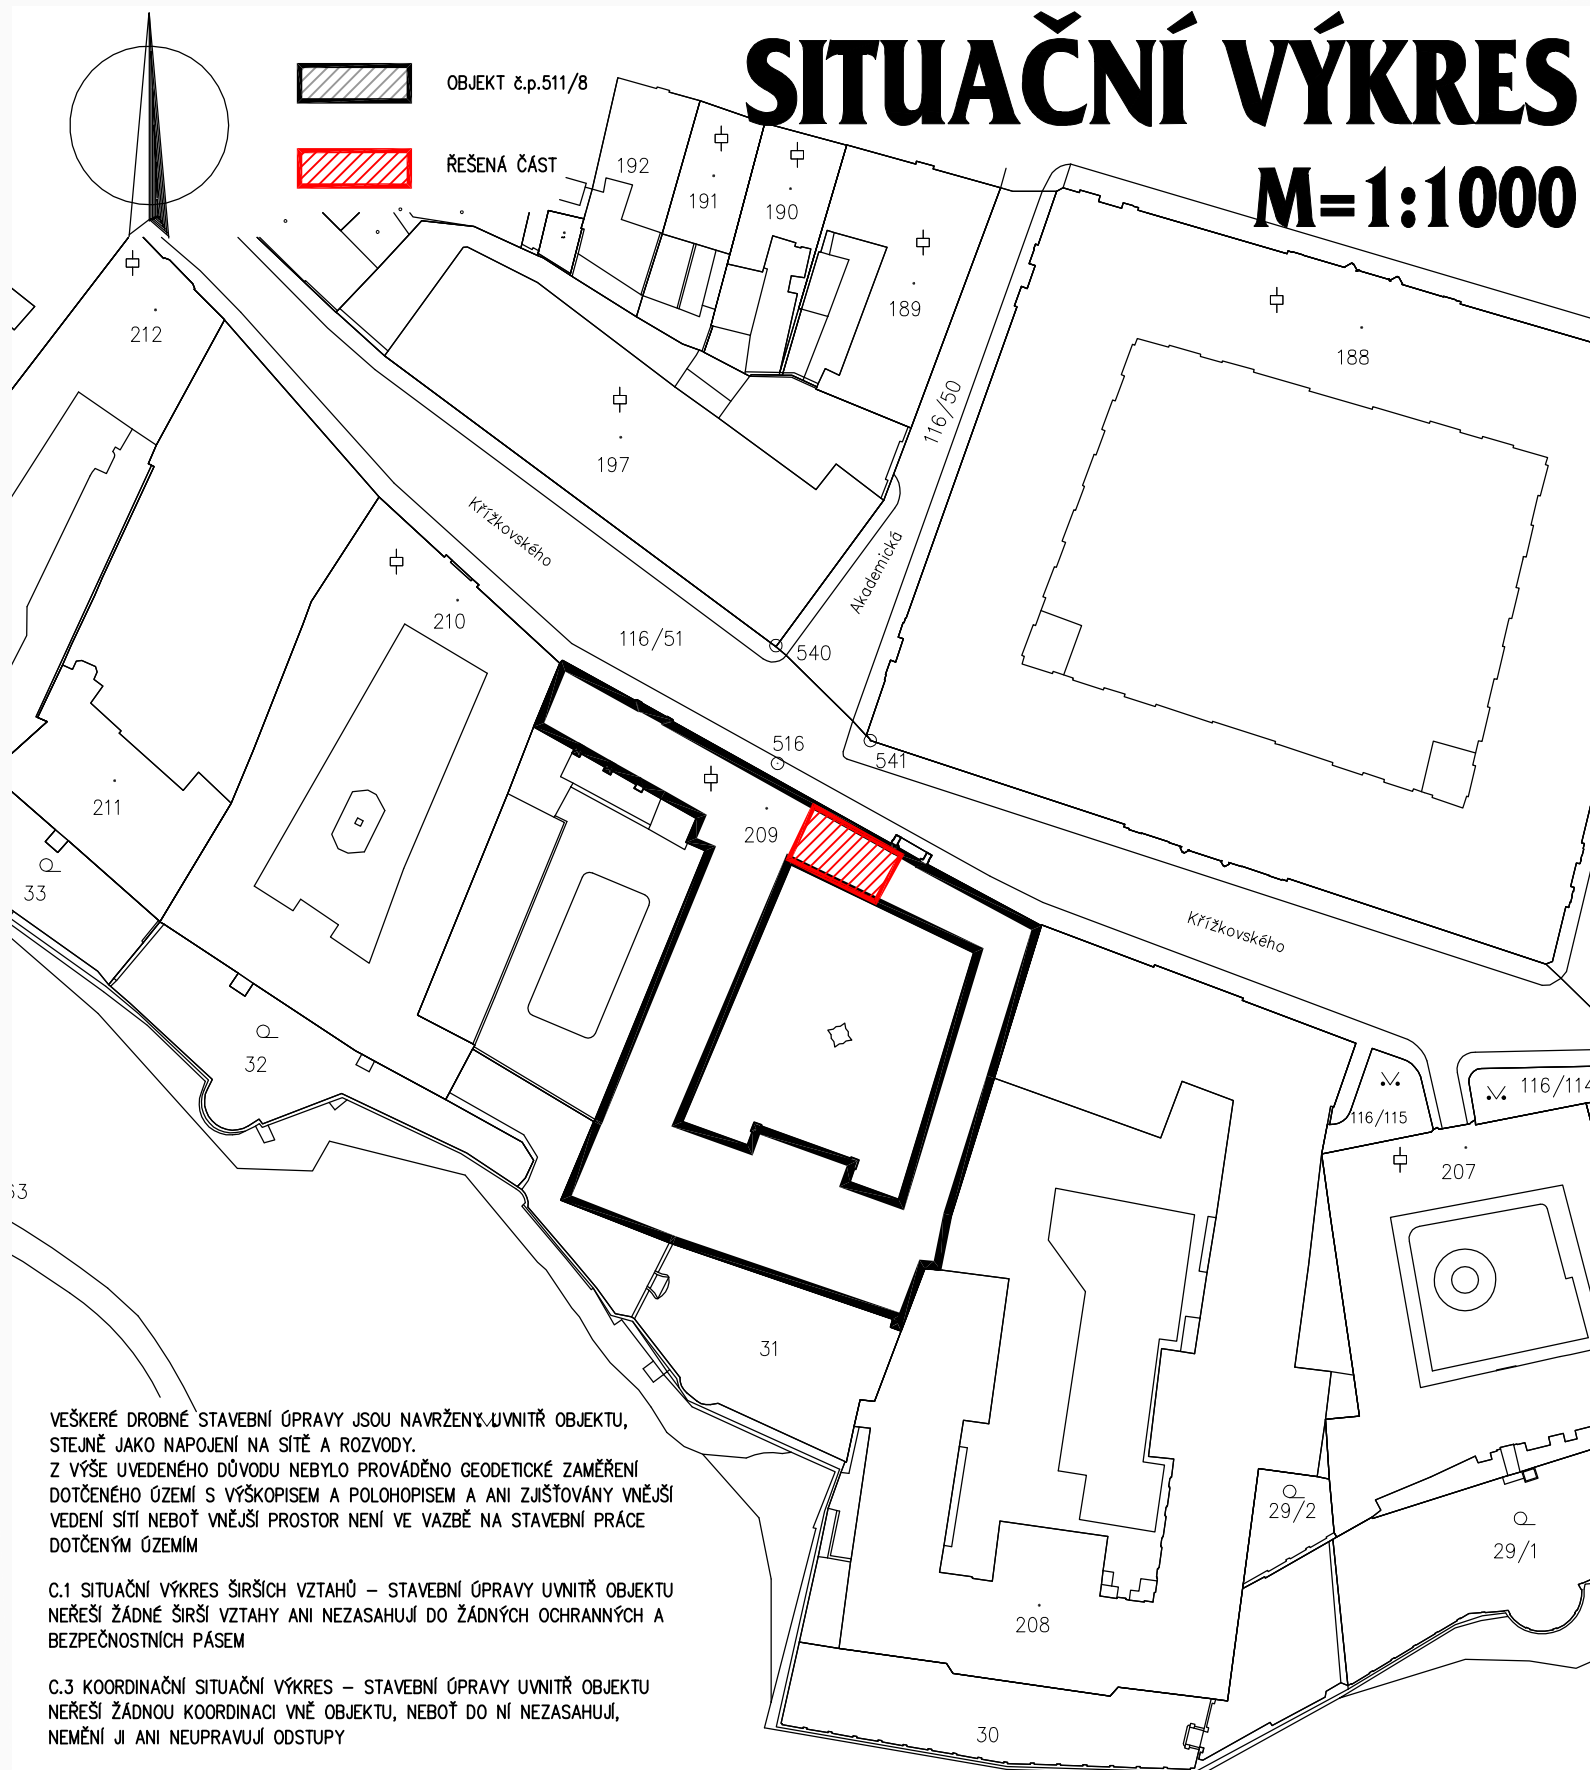 SITUAČNÍ VÝKRES
M=1:1000
OBJEKT č.p.511/8
ŘEŠENÁ ČÁST
192
191
190
189
188
212
197
116/50
Křížkovského
Akademická
210
116/51
540
516
541
211
209
33
Křížkovského
32
116/114
116/115
207
63
31
29/2
29/1
208
30
VEŠKERÉ DROBNÉ STAVEBNÍ ÚPRAVY JSOU NAVRŽENY UVNITŘ OBJEKTU,
STEJNĚ JAKO NAPOJENÍ NA SÍTĚ A ROZVODY.
Z VÝŠE UVEDENÉHO DŮVODU NEBYLO PROVÁDĚNO GEODETICKÉ ZAMĚŘENÍ
DOTČENÉHO ÚZEMÍ S VÝŠKOPISEM A POLOHOPISEM A ANI ZJIŠŤOVÁNY VNĚJŠÍ
VEDENÍ SÍTÍ NEBOŤ VNĚJŠÍ PROSTOR NENÍ VE VAZBĚ NA STAVEBNÍ PRÁCE
DOTČENÝM ÚZEMÍM
C.1 SITUAČNÍ VÝKRES ŠIRŠÍCH VZTAHŮ – STAVEBNÍ ÚPRAVY UVNITŘ OBJEKTU
NEŘEŠÍ ŽÁDNÉ ŠIRŠÍ VZTAHY ANI NEZASAHUJÍ DO ŽÁDNÝCH OCHRANNÝCH A
BEZPEČNOSTNÍCH PÁSEM
C.3 KOORDINAČNÍ SITUAČNÍ VÝKRES – STAVEBNÍ ÚPRAVY UVNITŘ OBJEKTU
NEŘEŠÍ ŽÁDNOU KOORDINACI VNĚ OBJEKTU, NEBOŤ DO NÍ NEZASAHUJÍ,
NEMĚNÍ JI ANI NEUPRAVUJÍ ODSTUPY